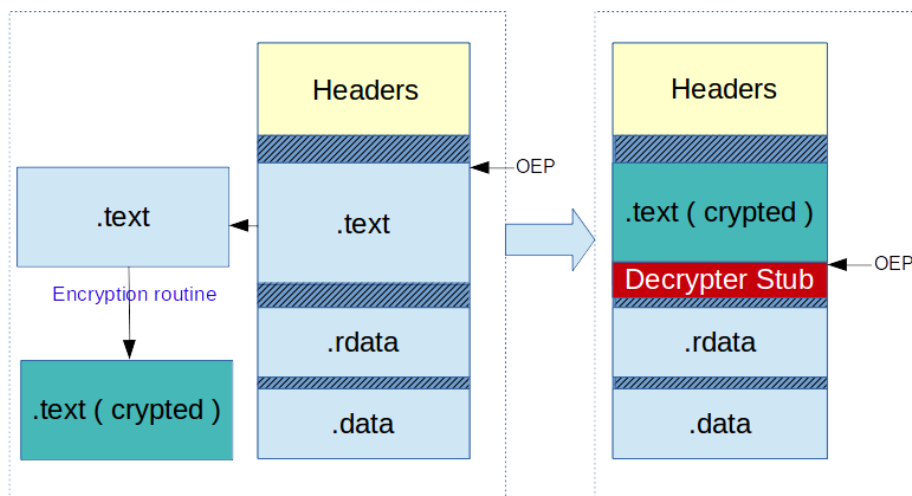 Headers
OEP
.text
.text
Encryption routine
.rdata
.text ( crypted )
.data
Headers
.text ( crypted )
OEP
Decrypter Stub
.rdata
.data